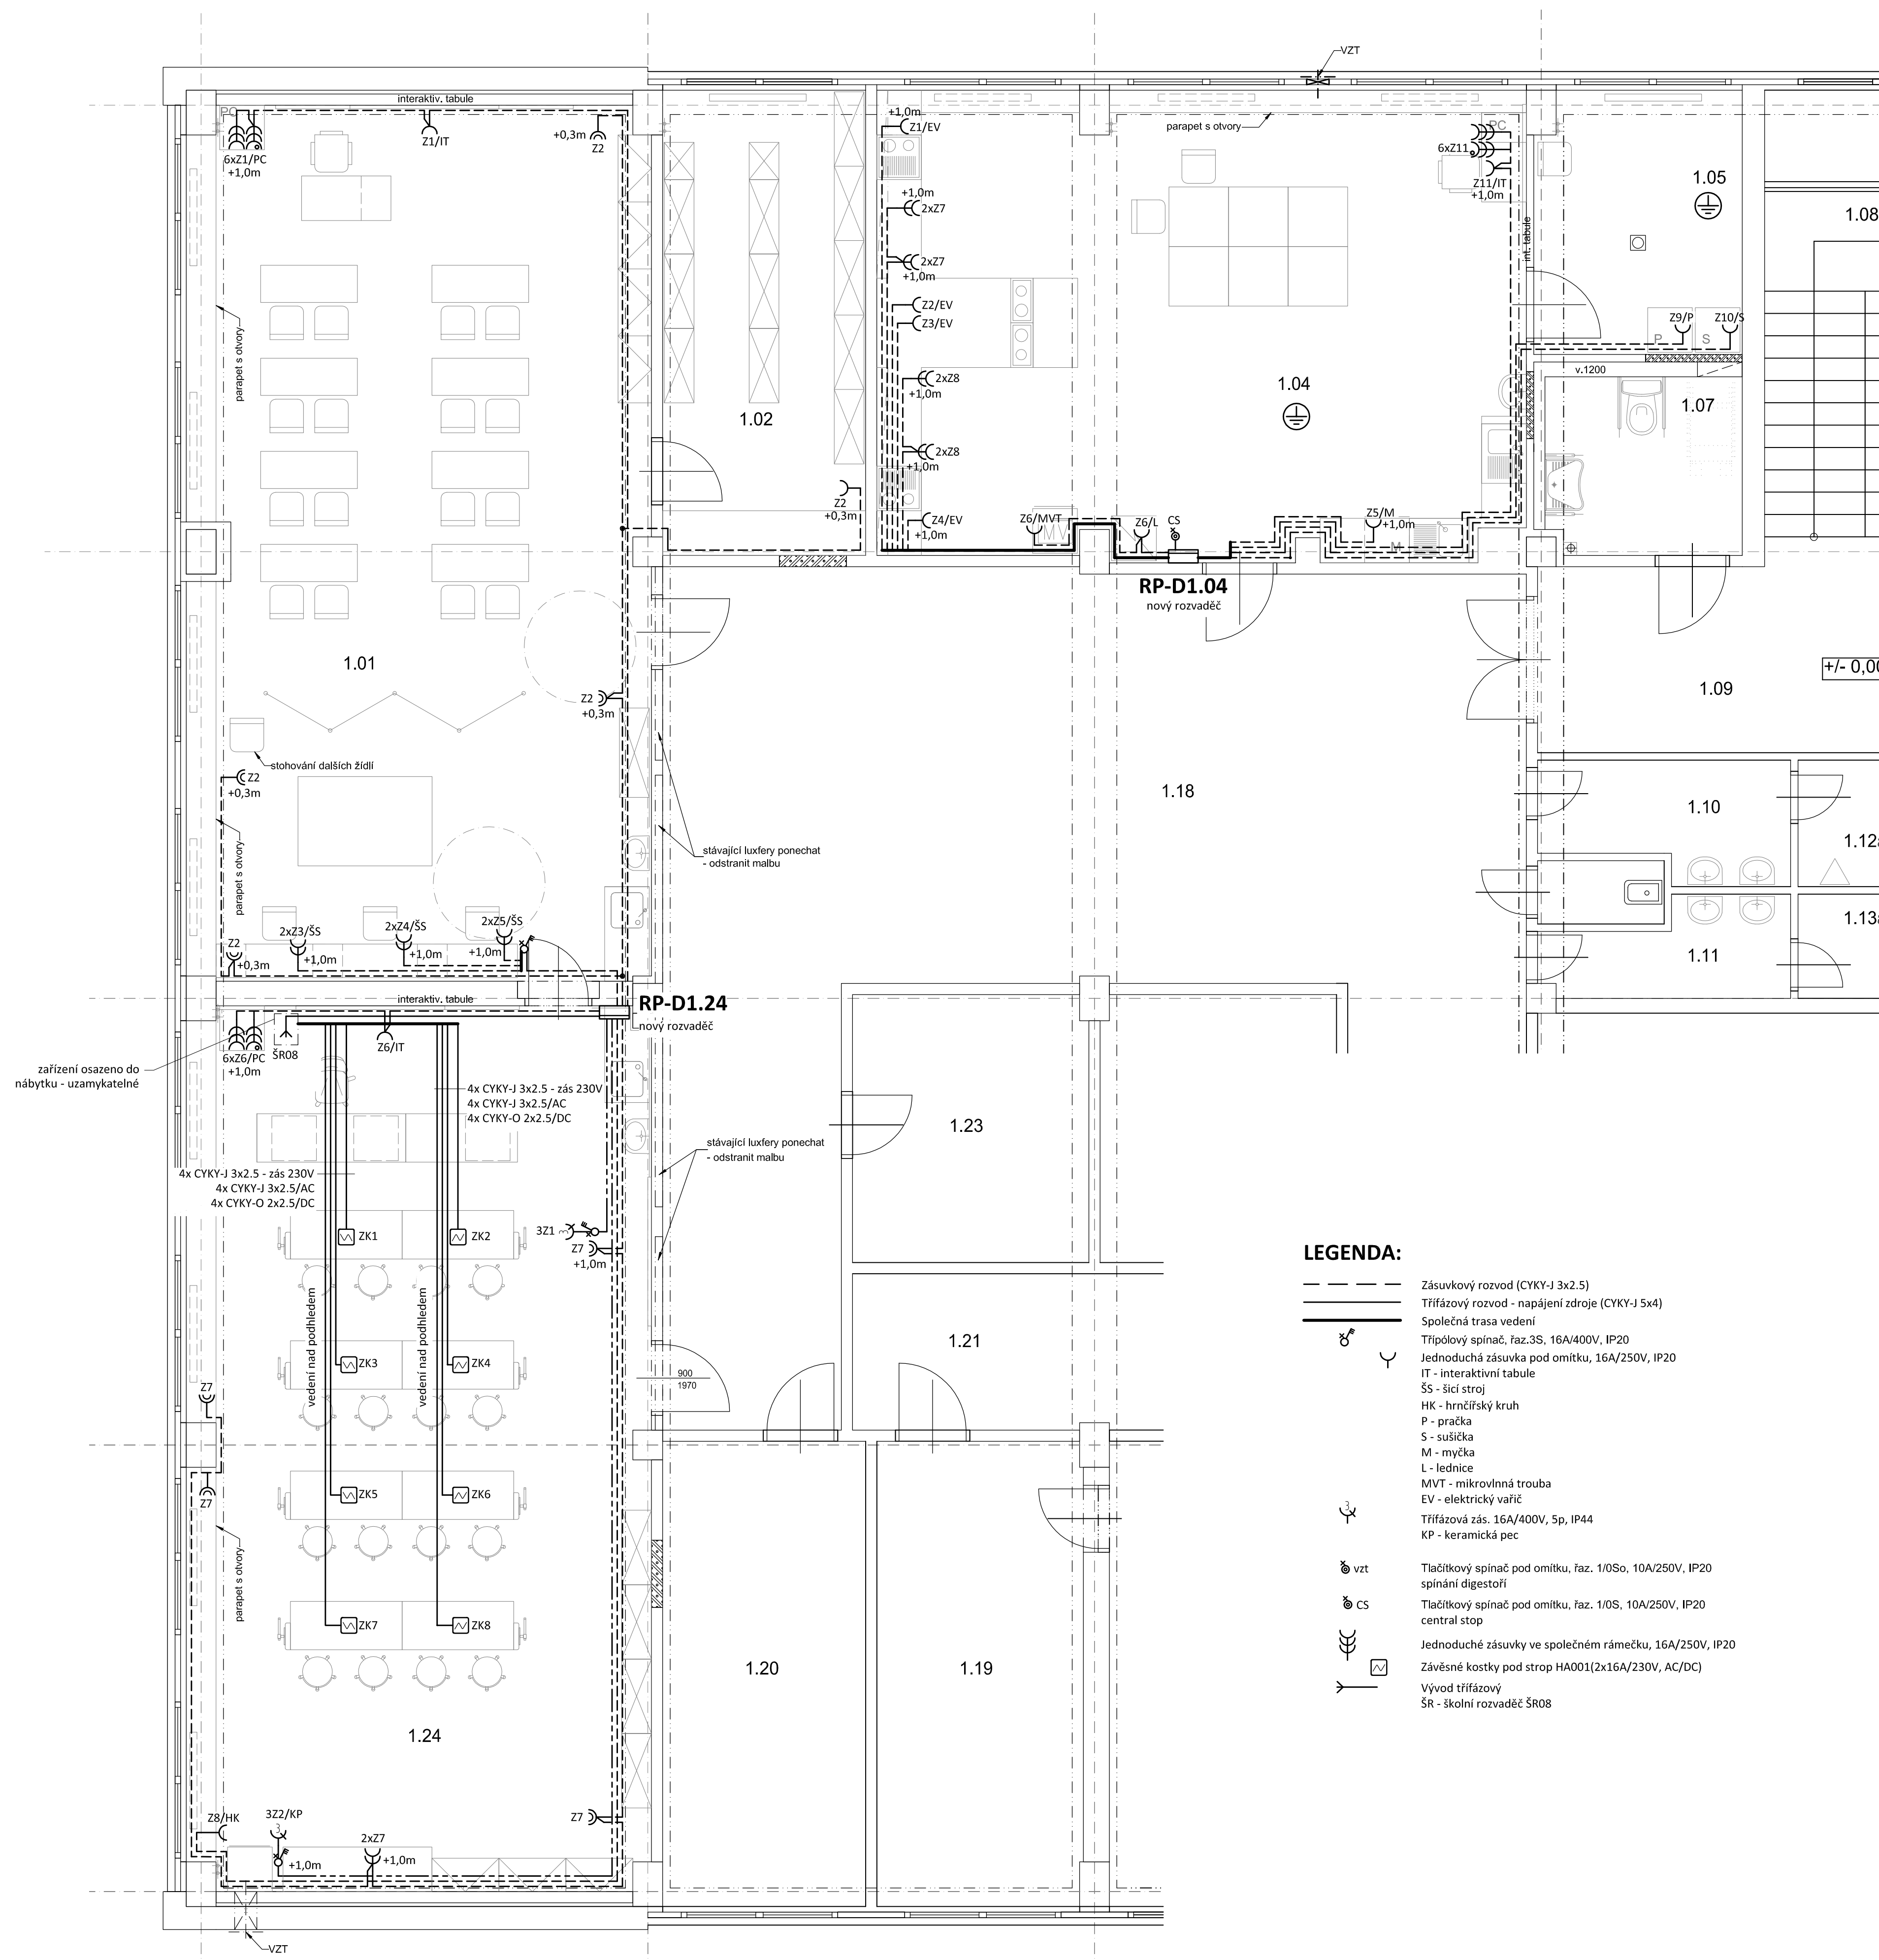 VZT
interaktiv. tabule
PC
Z1/IT
6xZ1/PC
+1,0m
+0,3m
Z2
+1,0m
Z1/EV
parapet s otvory
PC
6xZ11
Z11/IT
+1,0m
int. tabule
1.05
1.08
+1,0m
2xZ7
2xZ7
+1,0m
Z2/EV
Z3/EV
Z9/P
Z10/S
P
S
parapet s otvory
v.1200
2xZ8
+1,0m
1.04
1.07
1.02
2xZ8
+1,0m
Z2
+0,3m
Z4/EV
+1,0m
Z6/MVT
MV
Z6/L
CS
Z5/M
+1,0m
M
RP-D1.04
nový rozvaděč
1.01
+/- 0,00
1.09
Z2
+0,3m
stohování dalších žídlí
Z2
+0,3m
1.18
1.10
parapet s otvory
stávající luxfery ponechat
- odstranit malbu
1.12a
Z2
+0,3m
2xZ3/ŠS
+1,0m
2xZ4/ŠS
+1,0m
2xZ5/ŠS
+1,0m
1.13a
1.11
interaktiv. tabule
RP-D1.24
nový rozvaděč
6xZ6/PC
+1,0m
ŠR08
Z6/IT
zařízení osazeno do
nábytku - uzamykatelné
4x CYKY-J 3x2.5 - zás 230V
4x CYKY-J 3x2.5/AC
4x CYKY-O 2x2.5/DC
1.23
stávající luxfery ponechat
- odstranit malbu
4x CYKY-J 3x2.5 - zás 230V
4x CYKY-J 3x2.5/AC
4x CYKY-O 2x2.5/DC
ZK1
ZK2
3Z1
3
Z7
+1,0m
vedení nad podhledem
vedení nad podhledem
1.21
ZK3
ZK4
900
1970
Z7
Z7
ZK5
ZK6
parapet s otvory
ZK7
ZK8
1.20
1.19
1.24
Z8/HK
3Z2/KP
3
+1,0m
2xZ7
+1,0m
Z7
VZT
LEGENDA:
Zásuvkový rozvod (CYKY-J 3x2.5)
Třífázový rozvod - napájení zdroje (CYKY-J 5x4)
Společná trasa vedení
Třípólový spínač, řaz.3S, 16A/400V, IP20
Jednoduchá zásuvka pod omítku, 16A/250V, IP20
IT - interaktivní tabule
ŠS - šicí stroj
HK - hrnčířský kruh
P - pračka
S - sušička
M - myčka
L - lednice
MVT - mikrovlnná trouba
EV - elektrický vařič
3
Třífázová zás. 16A/400V, 5p, IP44
KP - keramická pec
vzt
Tlačítkový spínač pod omítku, řaz. 1/0So, 10A/250V, IP20
spínání digestoří
CS
Tlačítkový spínač pod omítku, řaz. 1/0S, 10A/250V, IP20
central stop
Jednoduché zásuvky ve společném rámečku, 16A/250V, IP20
Závěsné kostky pod strop HA001(2x16A/230V, AC/DC)
Vývod třífázový
ŠR - školní rozvaděč ŠR08